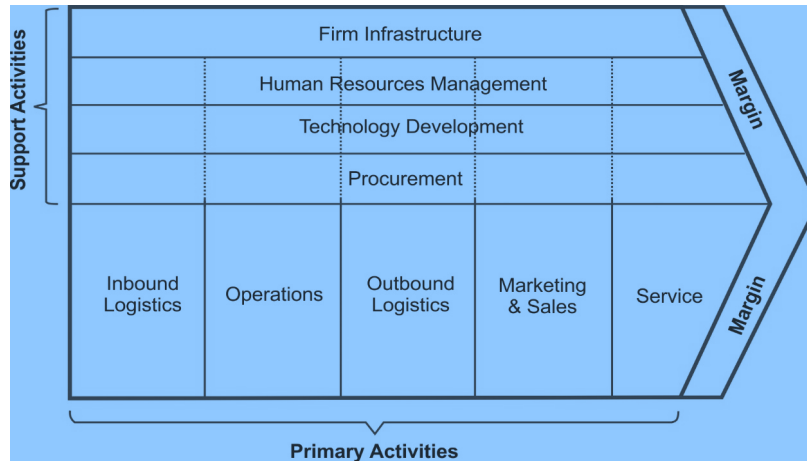 Support Activities
Firm Infrastructure
Human Resources Management
Technology Development
Procurement
Margin
Inbound
Logistics
Operations
Outbound
Logistics
Marketing
& Sales
Service
Margin
Primary Activities